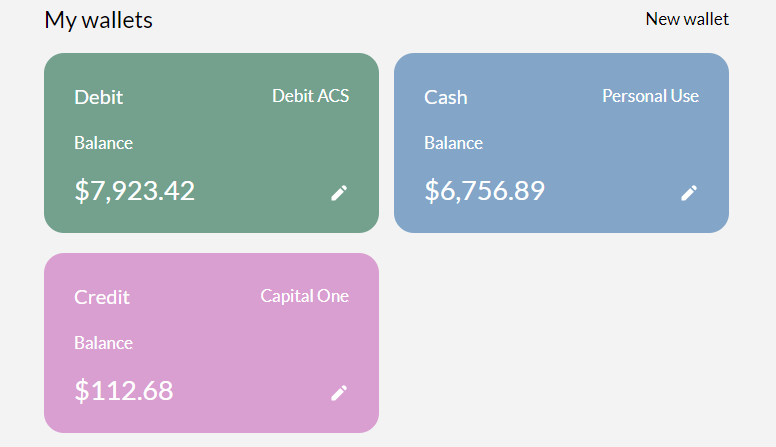 My wallets
New wallet
Debit
Debit ACS
Balance
$7,923.42
Cash
Personal Use
Balance
$6,756.89
Credit
Capital One
Balance
$112.68